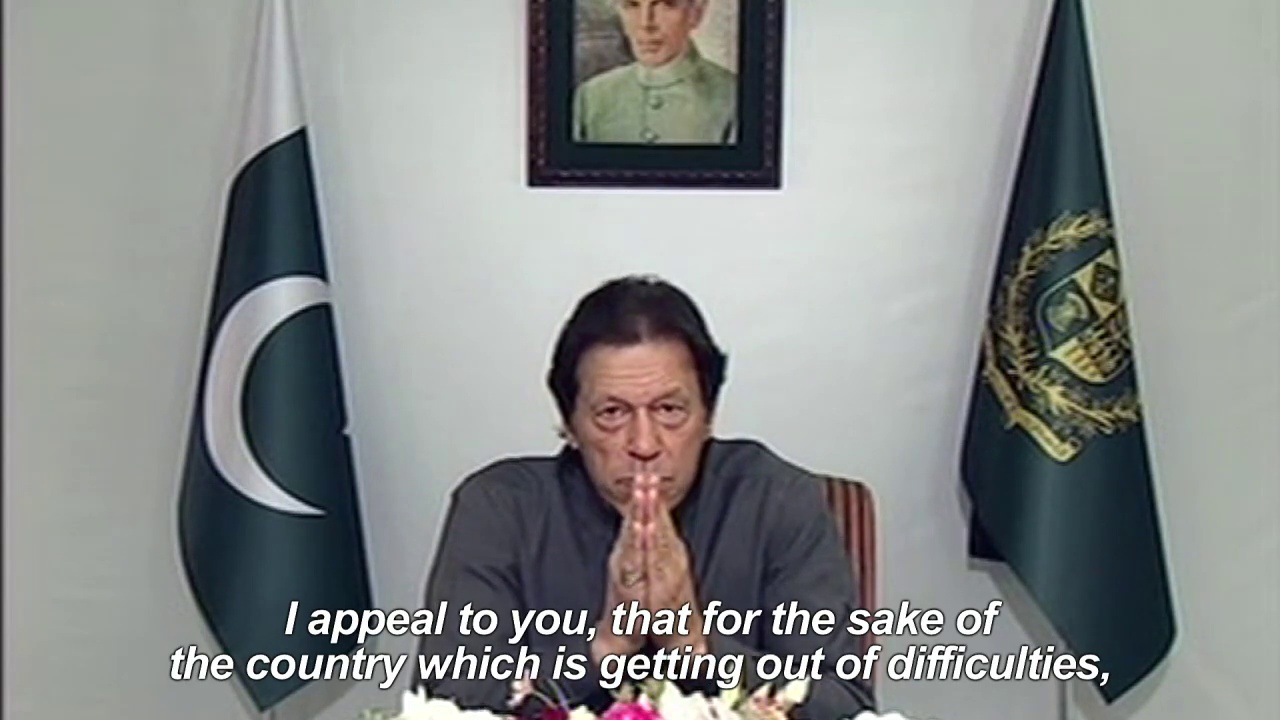 I appeal to you, that for the sake of
the country which is getting out of difficulties,